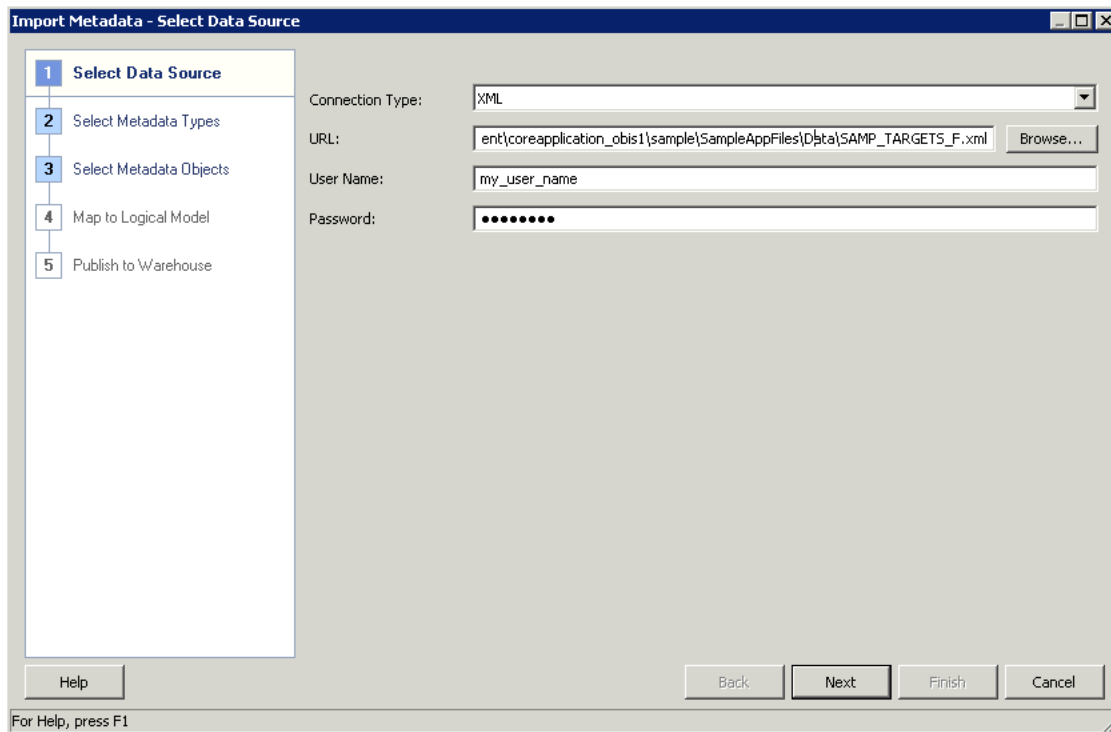 Import Metadata - Select Data Source
1 Select Data Source
2 Select Metadata Types
3 Select Metadata Objects
4 Map to Logical Model
5 Publish to Warehouse
Connection Type: XML
URL: ent\coreapplication_obis1\sample\SampleAppFiles\Data\SAMP_TARGETS_F.xml Browse...
User Name: my_user_name
Password: ●●●●●●●●
Help Back Next Finish Cancel
For Help, press F1